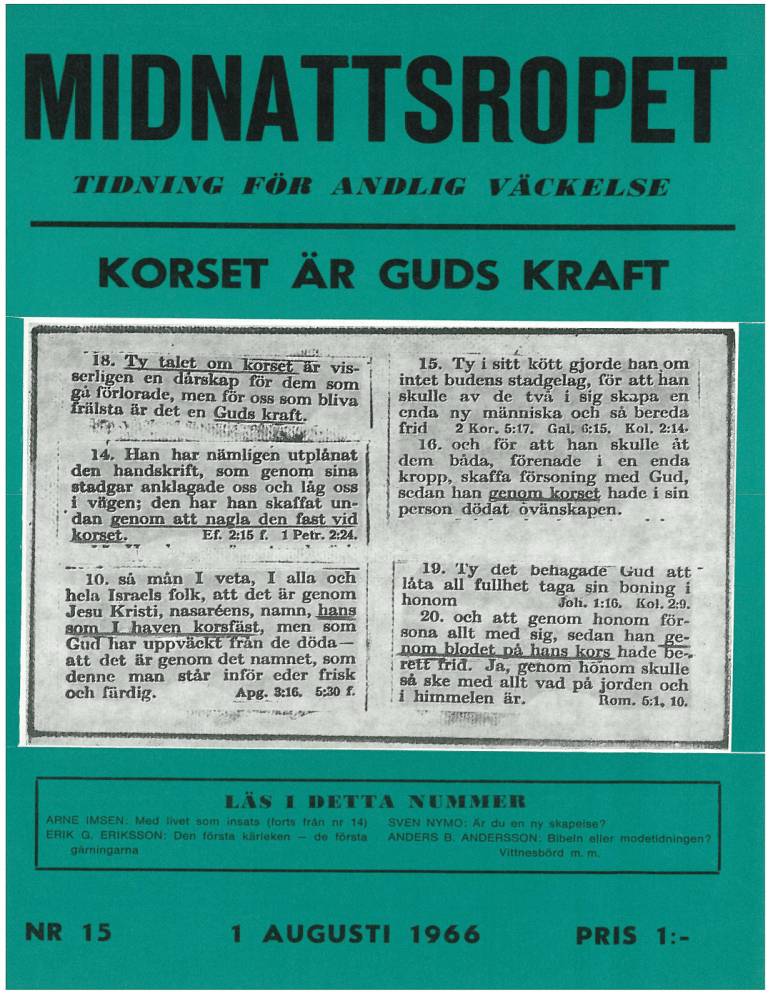 MIDNATTSROPET
TIDNING FÖR ANDLIG VÄCKELSE
KORSET ÄR GUDS KRAFT
18. Ty talet om korset är vis-
serligen en dårskap för dem som
gå förlorade, men för oss som bliva
frälsta är det en Guds kraft.
14. Han har nämligen utplånat
den handskrift, som genom sina
stadgar anklagade oss och låg oss
i vägen; den har han skaffat un-
dan genom att nagla den fast vid
korset. Ef. 2:15 f. 1 Petr. 2:24.
10. så mån I veta, I alla och
hela Israels folk, att det är genom
Jesu Kristi, nasaréens, namn, hans
som I haven korsfäst, men som
Gud har uppväckt från de döda—
att det är genom det namnet, som
denne man står inför eder frisk
och färdig. Apg. 3:16. 5:30 f.
15. Ty i sitt kött gjorde han om
intet budens stadgelag, för att han
skulle av de två i sig skapa en
enda ny människa och så bereda
frid 2 Kor. 5:17. Gal. 6:15. Kol. 2:14.
16. och för att han skulle åt
dem båda, förenade i en enda
kropp, skaffa försoning med Gud,
sedan han genom korset hade i sin
person dödat ovänskapen.
19. Ty det behagade Gud att
låta all fullhet taga sin boning i
honom Joh. 1:16. Kol. 2:9.
20. och att genom honom för-
sona allt med sig, sedan han ge-
nom blodet på hans kors hade be-
rett frid. Ja, genom honom skulle
så ske med allt vad på jorden och
i himmelen är. Rom. 5:1, 10.
LÄS I DETTA NUMMER
ARNE IMSEN: Med livet som insats (forts från nr 14)
ERIK G. ERIKSSON: Den första kärleken – de första
gärningarna
SVEN NYMO: Är du en ny skapelse?
ANDERS B. ANDERSSON: Bibeln eller modetidningen?
Vittnesbörd m. m.
NR 15 1 AUGUSTI 1966 PRIS 1:-